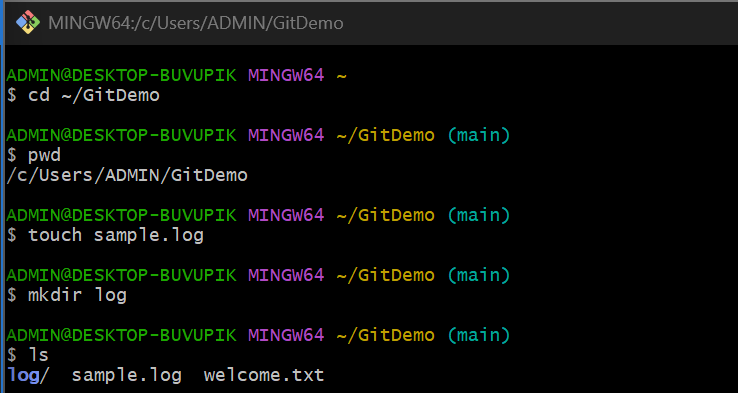 MINGW64:/c/Users/ADMIN/GitDemo
ADMIN@DESKTOP-BUVUPIK MINGW64 ~
$ cd ~/GitDemo
ADMIN@DESKTOP-BUVUPIK MINGW64 ~/GitDemo (main)
$ pwd
/c/Users/ADMIN/GitDemo
ADMIN@DESKTOP-BUVUPIK MINGW64 ~/GitDemo (main)
$ touch sample.log
ADMIN@DESKTOP-BUVUPIK MINGW64 ~/GitDemo (main)
$ mkdir log
ADMIN@DESKTOP-BUVUPIK MINGW64 ~/GitDemo (main)
$ ls
log/  sample.log  welcome.txt